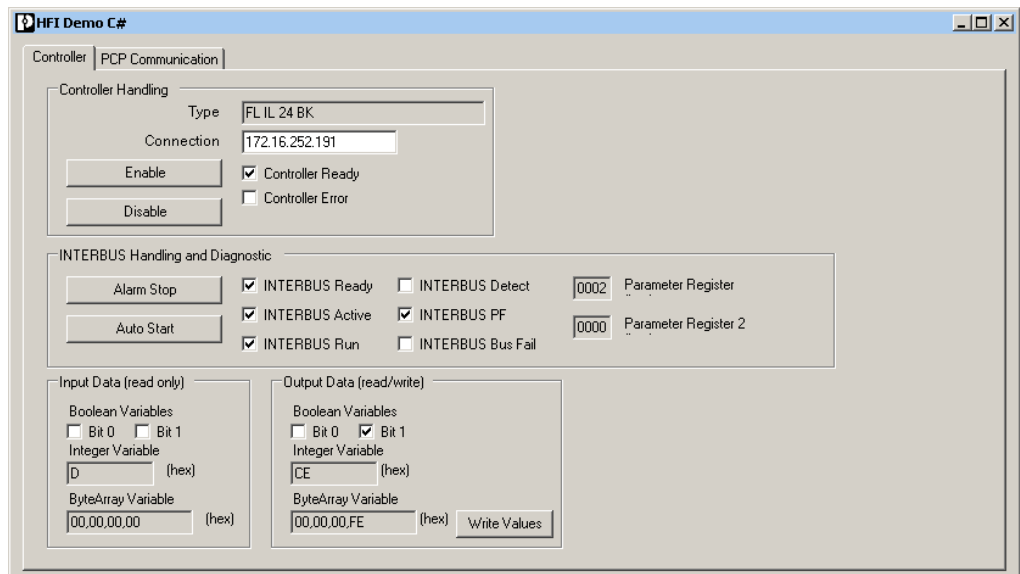 HFI Demo C#
Controller
PCP Communication
Controller Handling
Type
FL IL 24 BK
Connection
172.16.252.191
Enable
Controller Ready
Controller Error
Disable
INTERBUS Handling and Diagnostic
Alarm Stop
INTERBUS Ready
INTERBUS Detect
0002
Parameter Register
Auto Start
INTERBUS Active
INTERBUS PF
0000
Parameter Register 2
INTERBUS Run
INTERBUS Bus Fail
Input Data (read only)
Boolean Variables
Bit 0
Bit 1
Integer Variable
D
(hex)
ByteArray Variable
00,00,00,00
(hex)
Output Data (read/write)
Boolean Variables
Bit 0
Bit 1
Integer Variable
CE
(hex)
ByteArray Variable
00,00,00,FE
(hex)
Write Values